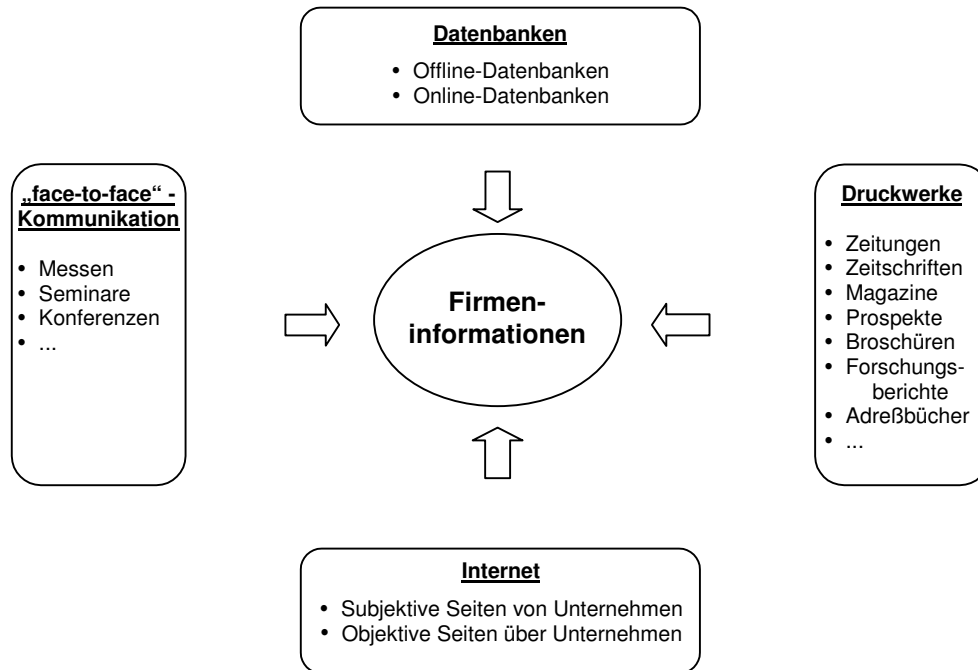 Datenbanken
• Offline-Datenbanken
• Online-Datenbanken
„face-to-face“ -
Kommunikation
• Messen
• Seminare
• Konferenzen
• ...
Firmen-
informationen
Druckwerke
• Zeitungen
• Zeitschriften
• Magazine
• Prospekte
• Broschüren
• Forschungs-
berichte
• Adreßbücher
• ...
Internet
• Subjektive Seiten von Unternehmen
• Objektive Seiten über Unternehmen